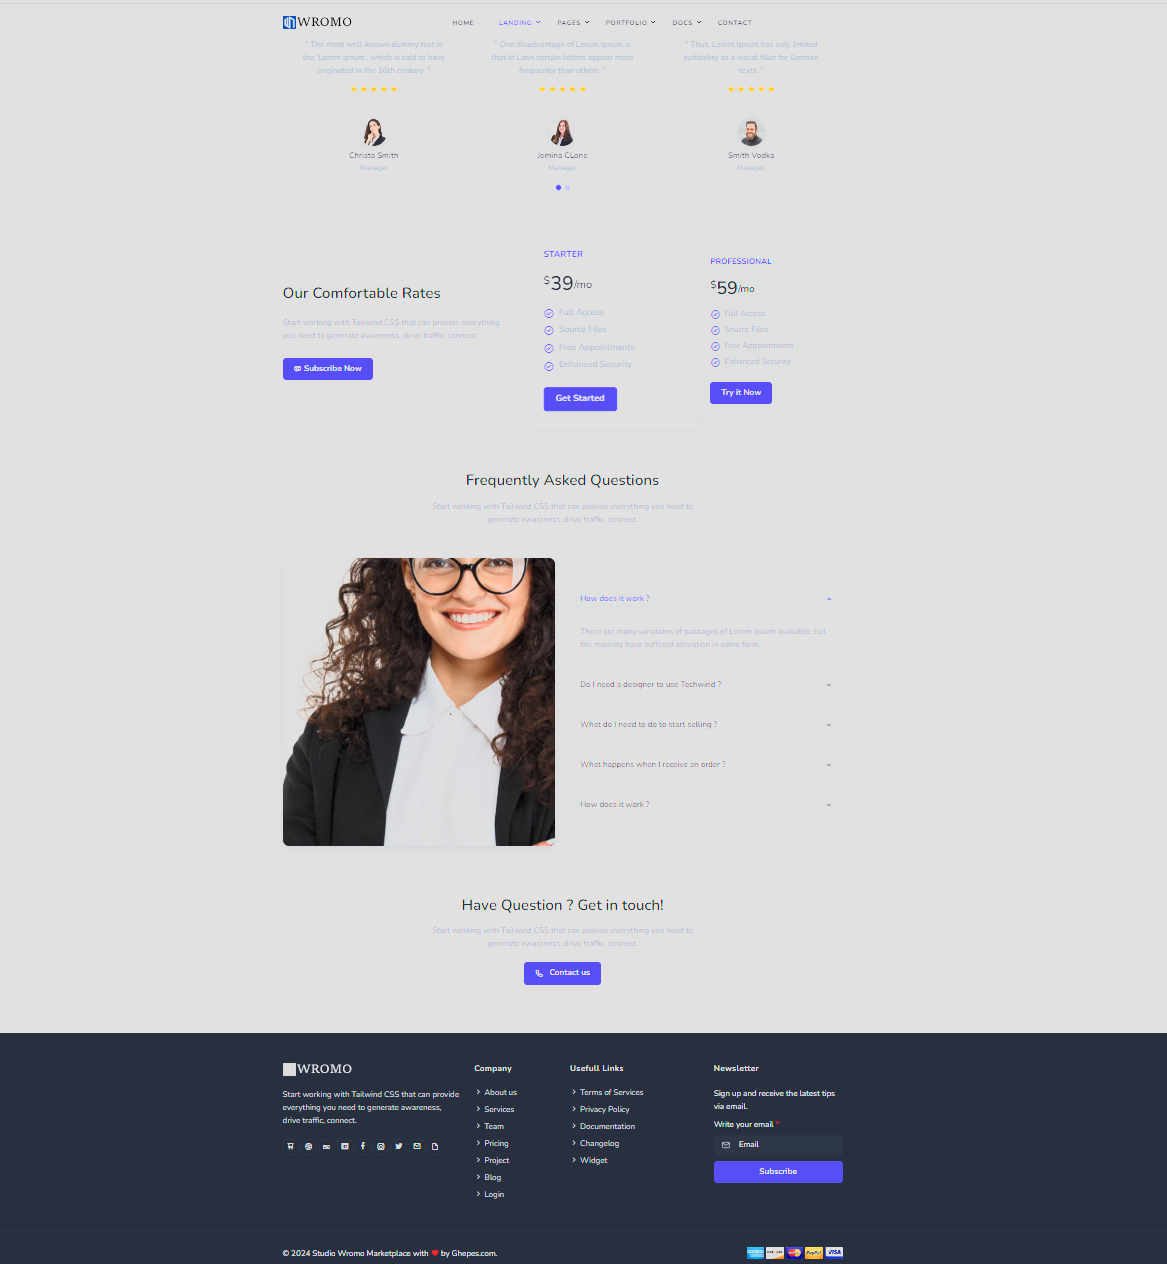 WROMO
HOME LANDING PAGES PORTFOLIO DOCS CONTACT
" The most well-known dummy text is
the 'Lorem Ipsum', which is said to have
originated in the 16th century. "
" One disadvantage of Lorum Ipsum is
that in Latin certain letters appear more
frequently than others. "
" Thus, Lorem Ipsum has only limited
suitability as a visual filler for German
texts. "
Christa Smith
Manager
Jemina CLone
Manager
Smith Vodka
Manager
Our Comfortable Rates
Start working with Tailwind CSS that can provide everything
you need to generate awareness, drive traffic, connect.
Subscribe Now
STARTER
$39/mo
Full Access
Source Files
Free Appointments
Enhanced Security
Get Started
PROFESSIONAL
$59/mo
Full Access
Source Files
Free Appointments
Enhanced Security
Try it Now
Frequently Asked Questions
Start working with Tailwind CSS that can provide everything you need to
generate awareness, drive traffic, connect.
How does it work ?
There are many variations of passages of Lorem Ipsum available, but
the majority have suffered alteration in some form.
Do I need a designer to use Techwind ?
What do I need to do to start selling ?
What happens when I receive an order ?
How does it work ?
Have Question ? Get in touch!
Start working with Tailwind CSS that can provide everything you need to
generate awareness, drive traffic, connect.
Contact us
WROMO
Start working with Tailwind CSS that can provide
everything you need to generate awareness,
drive traffic, connect.
Company
About us
Services
Team
Pricing
Project
Blog
Login
Usefull Links
Terms of Services
Privacy Policy
Documentation
Changelog
Widget
Newsletter
Sign up and receive the latest tips
via email.
Write your email *
Email
Subscribe
© 2024 Studio Wromo Marketplace with ♥ by Ghepes.com.
PayPal VISA